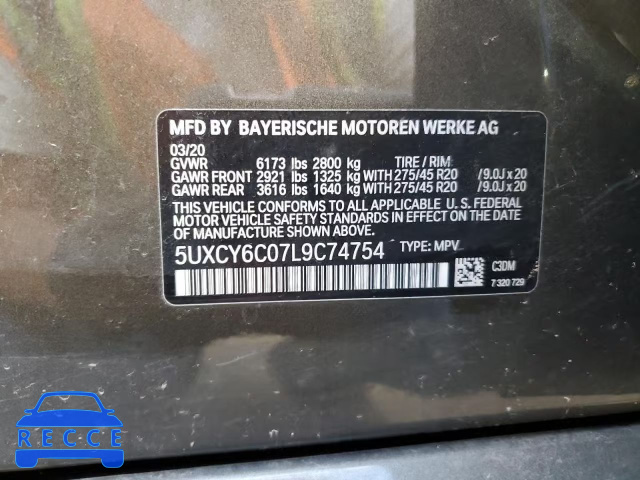 MFD BY BAYERISCHE MOTOREN WERKE AG
03/20
GVWR 6173 lbs 2800 kg TIRE / RIM
GAWR FRONT 2921 lbs 1325 kg WITH 275/45 R20 / 9.0J x 20
GAWR REAR 3616 lbs 1640 kg WITH 275/45 R20 / 9.0J x 20
THIS VEHICLE CONFORMS TO ALL APPLICABLE U. S. FEDERAL
MOTOR VEHICLE SAFETY STANDARDS IN EFFECT ON THE DATE
OF MANUFACTURE SHOWN ABOVE.
5UXCY6C07L9C74754 TYPE: MPV
C3DM
7 320 729
RECCE